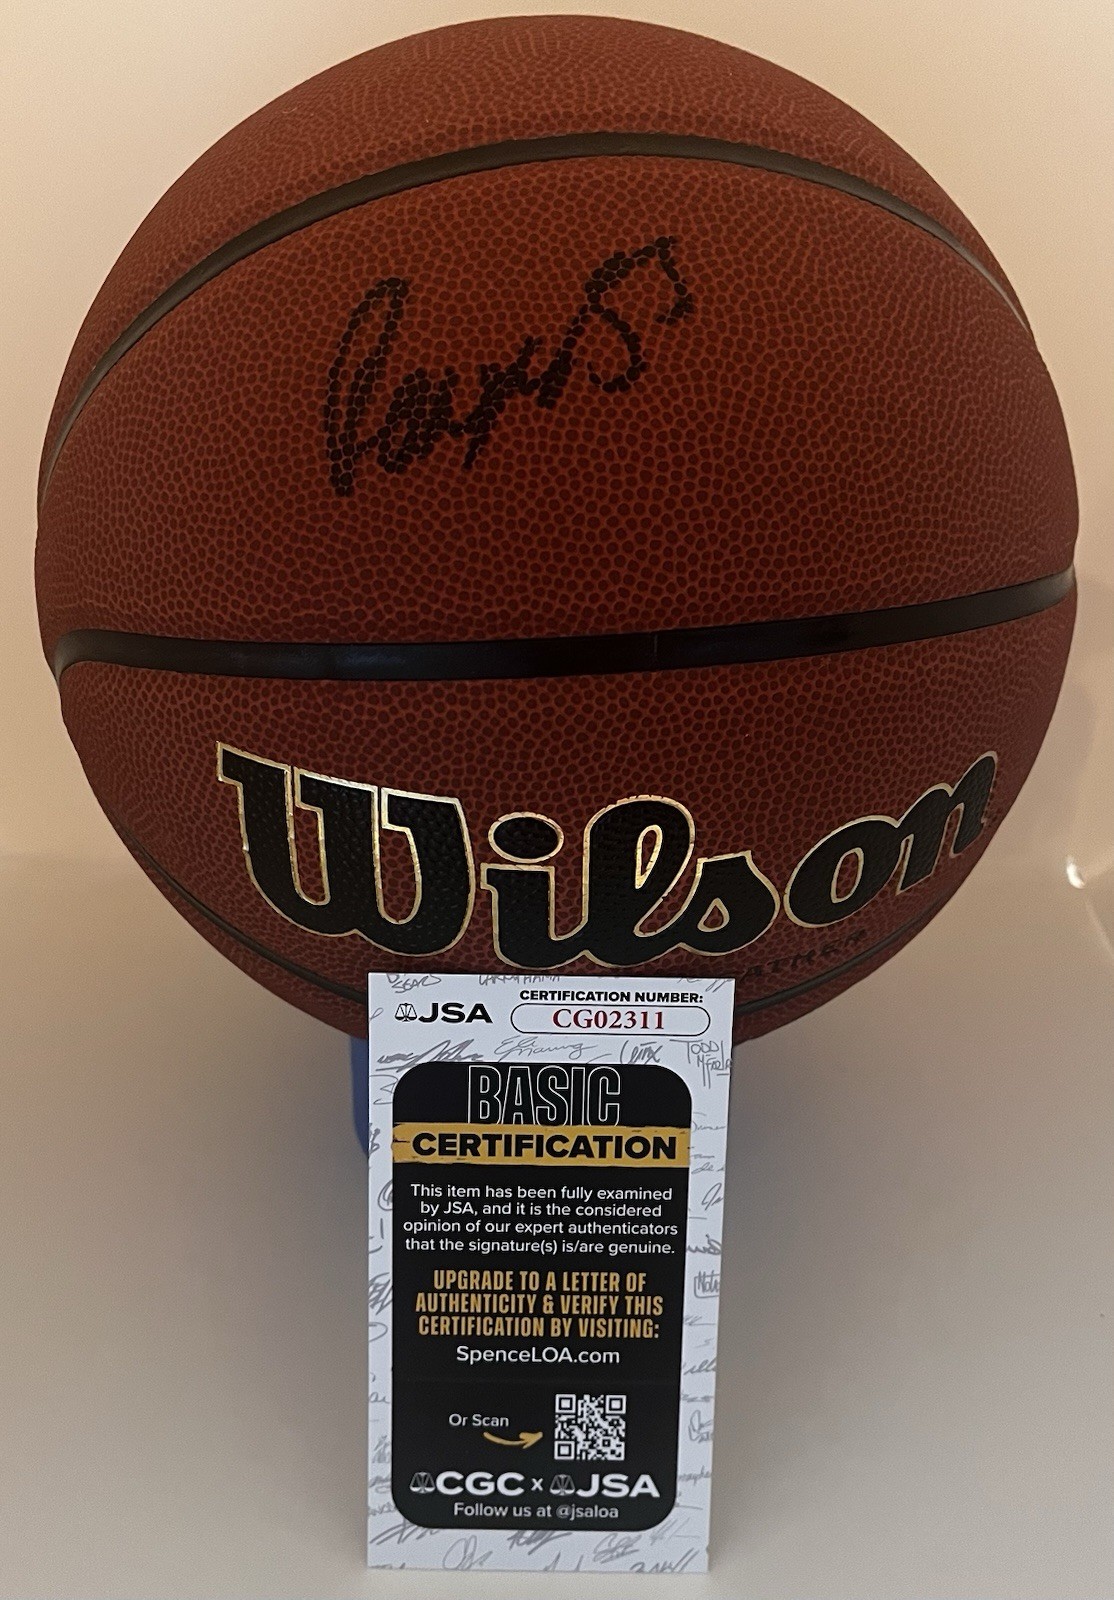 Wilson
JSA
CERTIFICATION NUMBER:
CG02311
BASIC
CERTIFICATION
This item has been fully examined
by JSA, and it is the considered
opinion of our expert authenticators
that the signature(s) is/are genuine.
UPGRADE TO A LETTER OF
AUTHENTICITY & VERIFY THIS
CERTIFICATION BY VISITING:
SpenceLOA.com
Or Scan
CGC x JSA
Follow us at @jsaloa